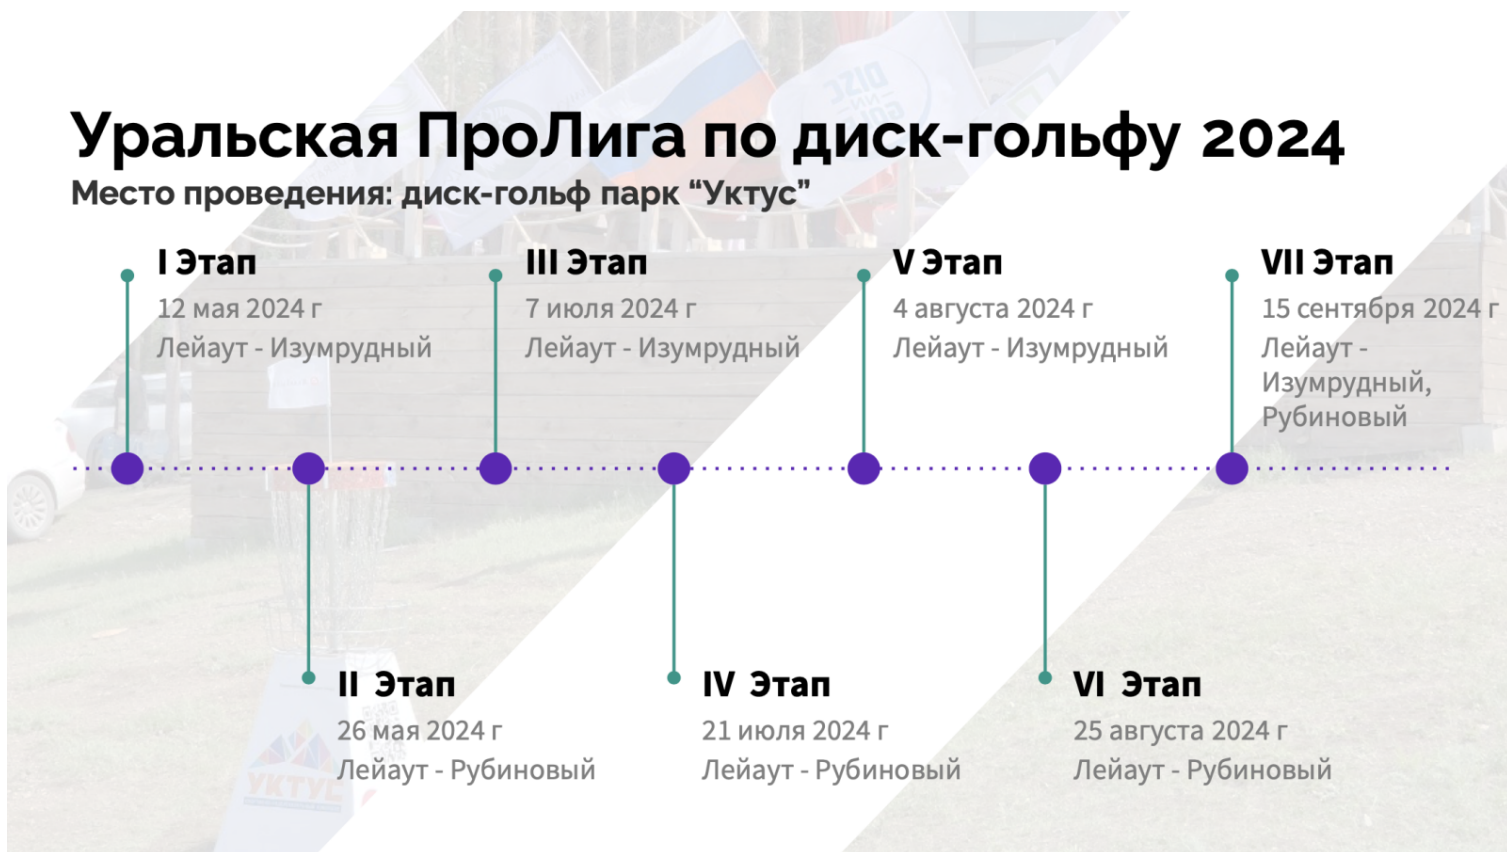 Уральская ПроЛига по диск-гольфу 2024
Место проведения: диск-гольф парк “Уктус”
I Этап
12 мая 2024 г
Лейаут - Изумрудный
III Этап
7 июля 2024 г
Лейаут - Изумрудный
V Этап
4 августа 2024 г
Лейаут - Изумрудный
VII Этап
15 сентября 2024 г
Лейаут -
Изумрудный,
Рубиновый
II Этап
26 мая 2024 г
Лейаут - Рубиновый
IV Этап
21 июля 2024 г
Лейаут - Рубиновый
VI Этап
25 августа 2024 г
Лейаут - Рубиновый
УКТУС